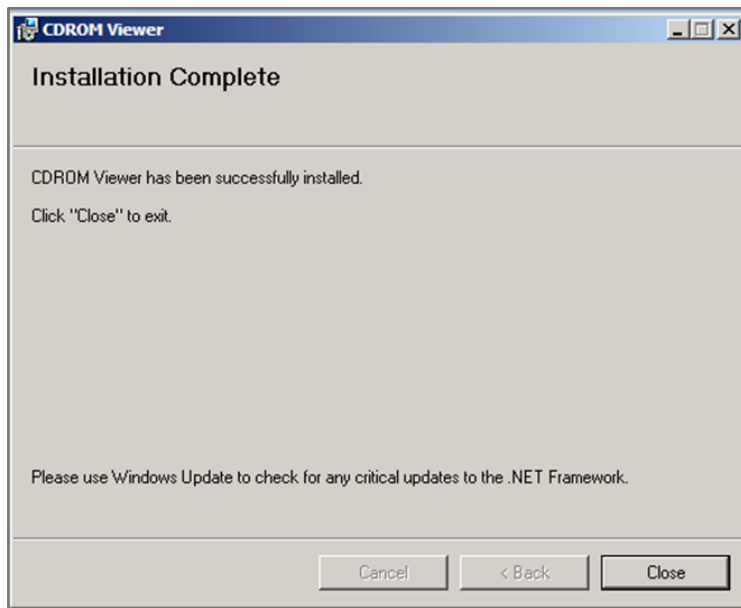 CDROM Viewer
Installation Complete
CDROM Viewer has been successfully installed.
Click "Close" to exit.
Please use Windows Update to check for any critical updates to the .NET Framework.
Cancel
< Back
Close